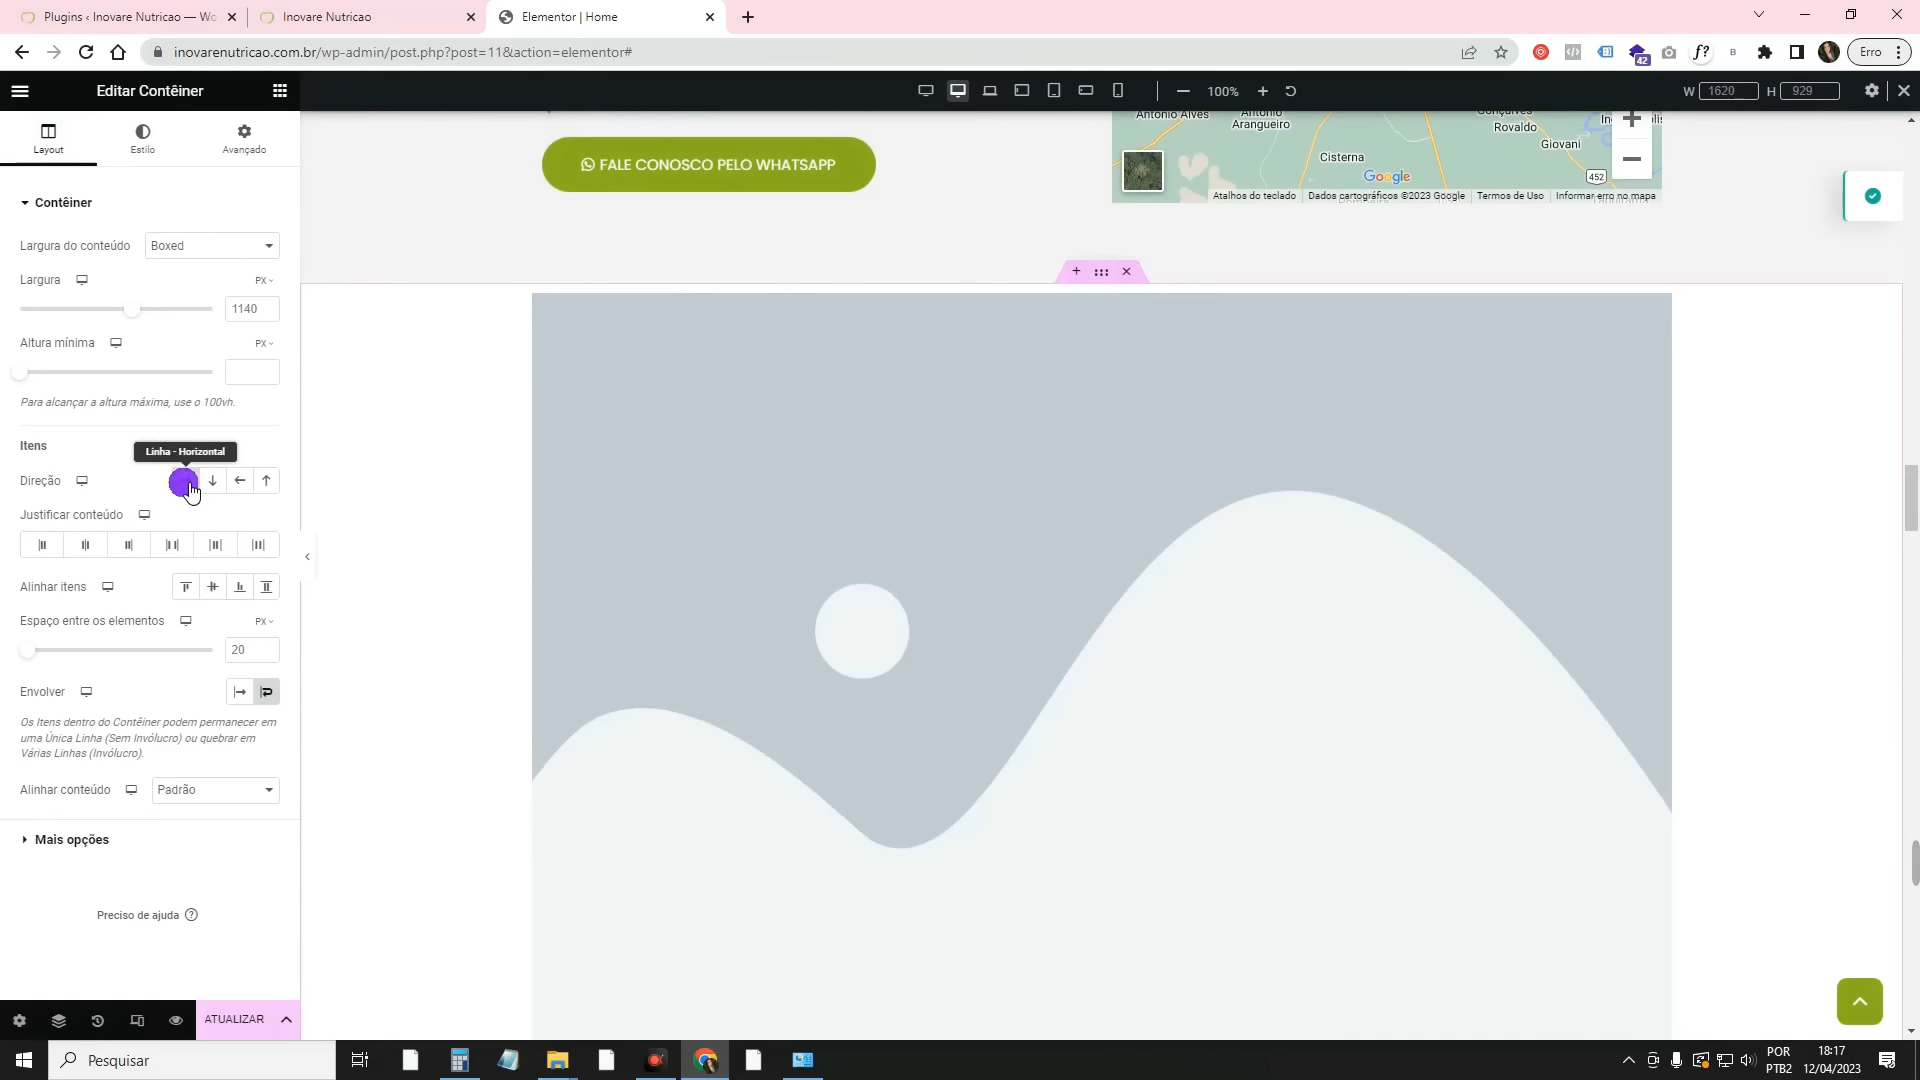 Plugins ‹ Inovare Nutricao — Wo
Inovare Nutricao
Elementor | Home
inovarenutricao.com.br/wp-admin/post.php?post=11&action=elementor#
42
f?
B
Erro
Editar Contêiner
100%
W 1620
H 929
Layout
Estilo
Avançado
Contêiner
Largura do conteúdo
Boxed
Largura
PX
1140
Altura mínima
PX
Para alcançar a altura máxima, use o 100vh.
Itens
Linha - Horizontal
Direção
Justificar conteúdo
Alinhar itens
Espaço entre os elementos
PX
20
Envolver
Os Itens dentro do Contêiner podem permanecer em
uma Única Linha (Sem Invólucro) ou quebrar em
Várias Linhas (Invólucro).
Alinhar conteúdo
Padrão
Mais opções
Preciso de ajuda
ATUALIZAR
FALE CONOSCO PELO WHATSAPP
Antônio Alves
Antônio
Arangueiro
Cisterna
Rovaldo
Giovani
452
Google
Atalhos do teclado
Dados cartográficos ©2023 Google
Termos de Uso
Informar erro no mapa
Pesquisar
POR
PTB2
18:17
12/04/2023